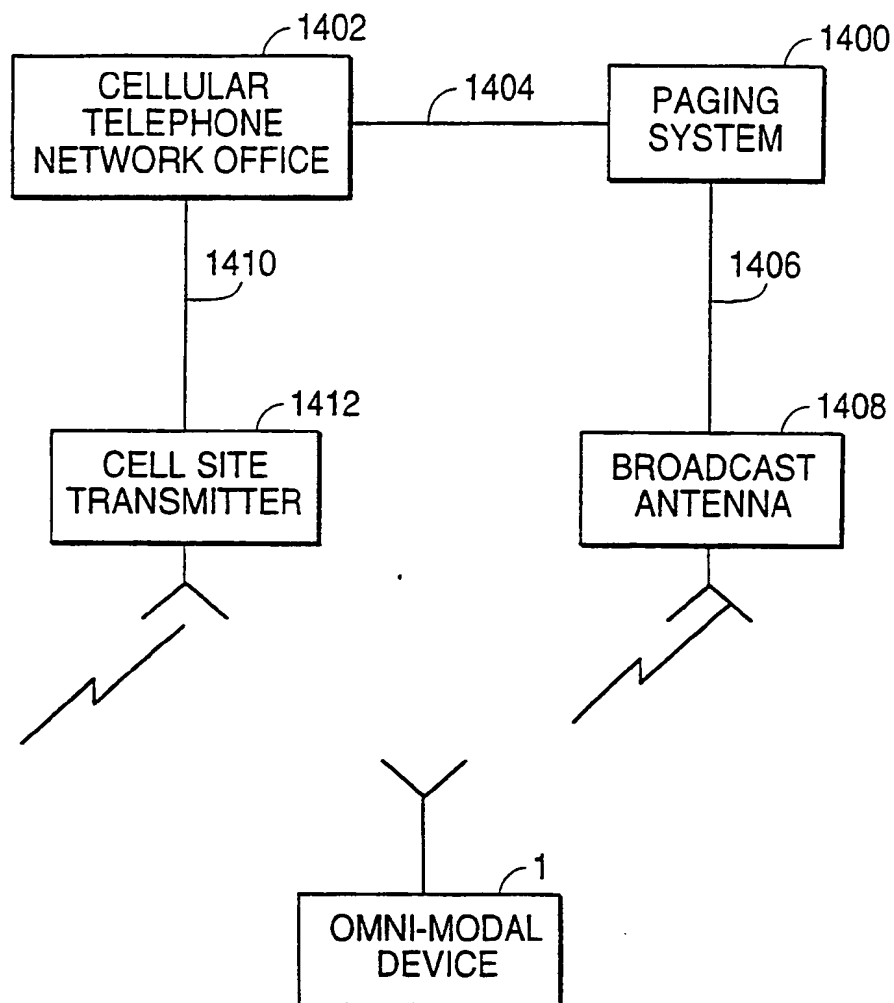 1402
CELLULAR
TELEPHONE
NETWORK OFFICE
1404
1400
PAGING
SYSTEM
1410
1406
1412
CELL SITE
TRANSMITTER
1408
BROADCAST
ANTENNA
1
OMNI-MODAL
DEVICE